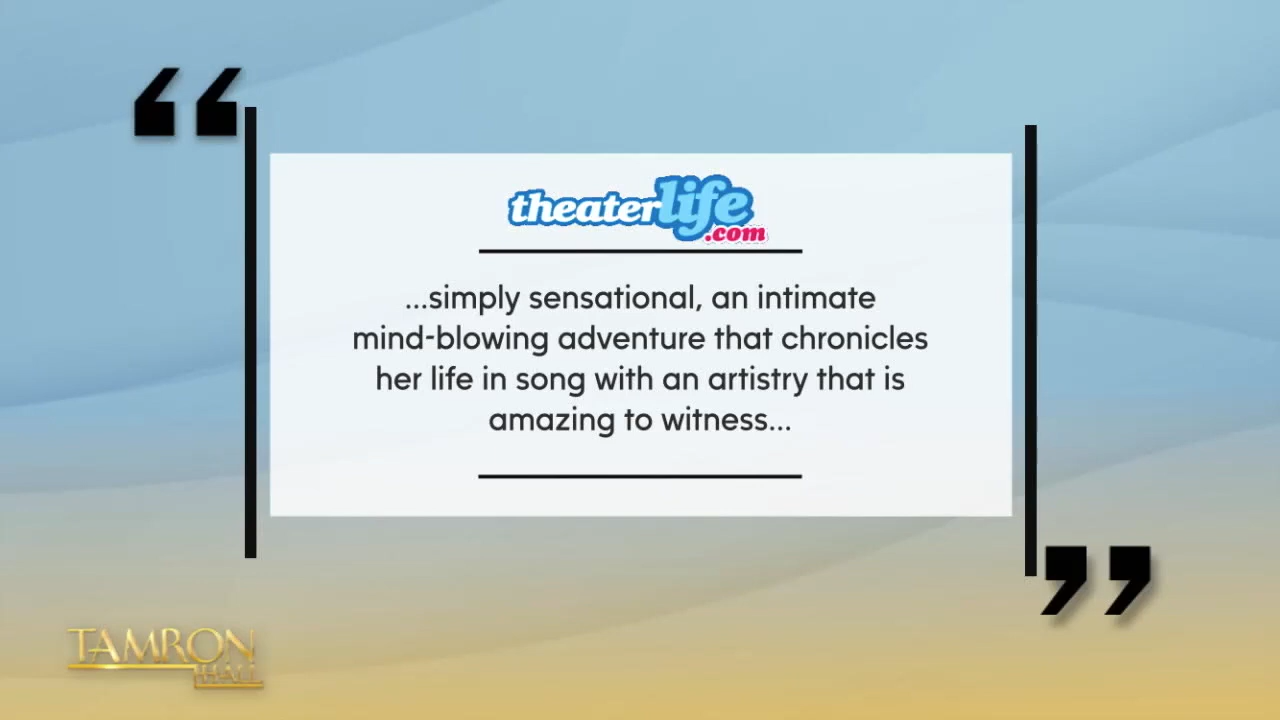 “
theaterlife
.com
...simply sensational, an intimate
mind-blowing adventure that chronicles
her life in song with an artistry that is
amazing to witness...
”
TAMRON
HALL